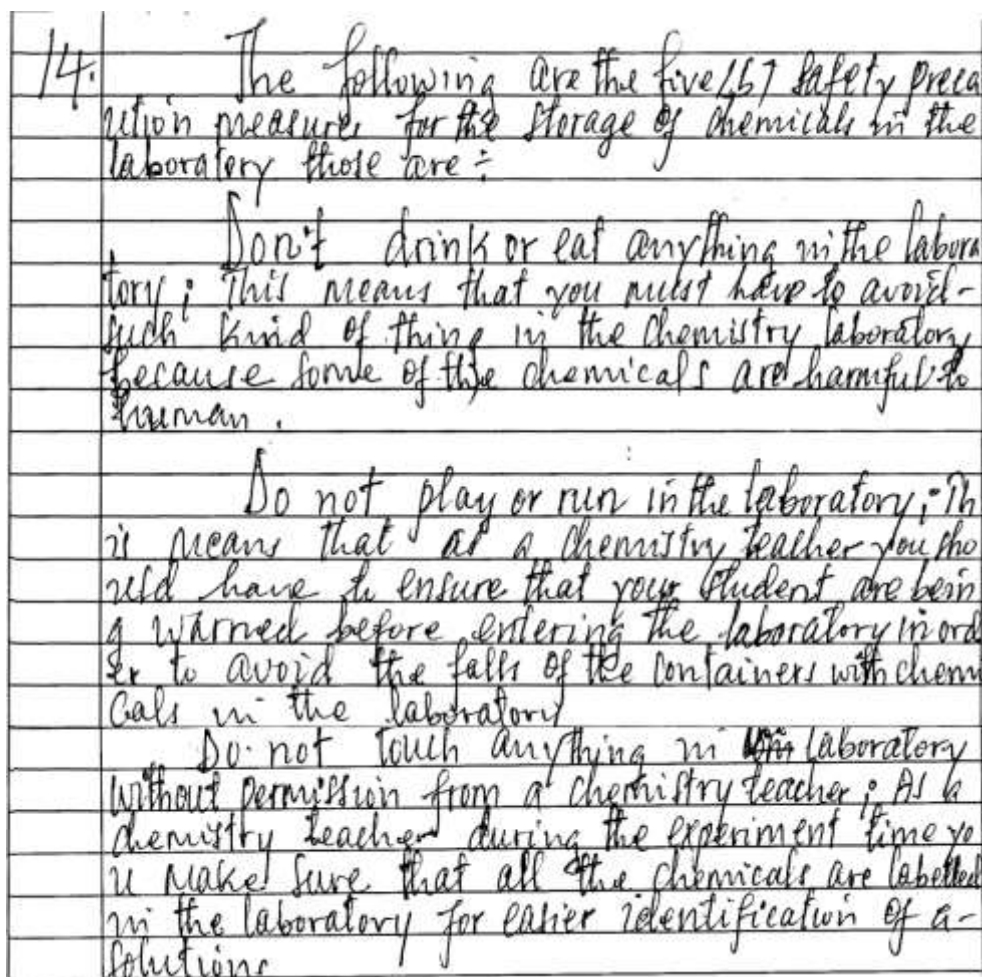 14. The following are the five (5) safety preca
ution measures for the storage of chemicals in the
laboratory those are:
Don't drink or eat anything in the labora
tory; This means that you must have to avoid-
such kind of thing in the chemistry laboratory
because some of the chemicals are harmful to
human.
Do not play or run in the laboratory; Th
is means that as a chemistry teacher you sho
uld have to ensure that your student are bein
g warned before entering the laboratory in ord
er to avoid the falls of the containers with chemi
cals in the laboratory
Do not touch anything in laboratory
without permission from a chemistry teacher; As a
chemistry teacher during the experiment time yo
u make sure that all the chemicals are labelled
in the laboratory for easier identification of a-
solutions